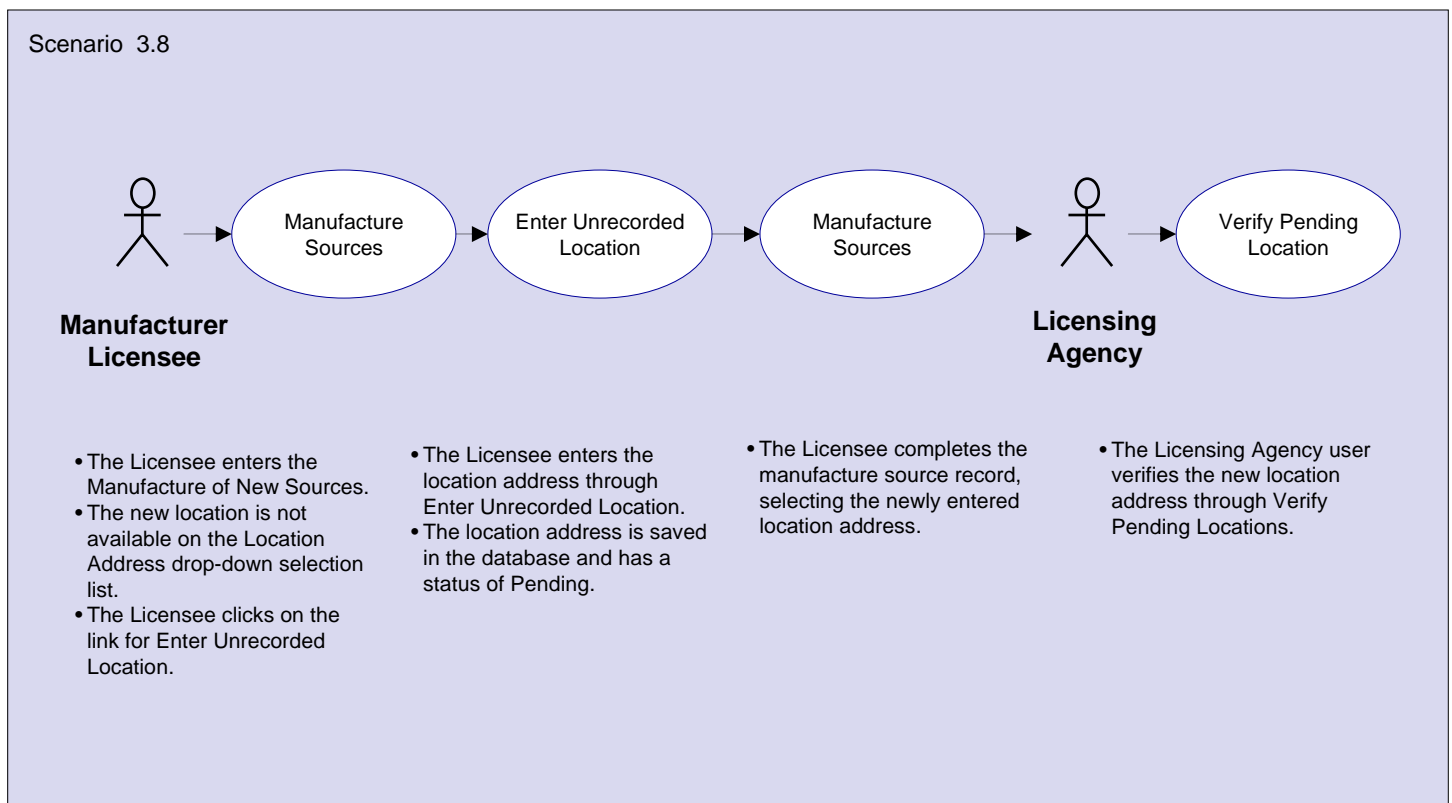 Scenario 3.8
Manufacture
Sources
Enter Unrecorded
Location
Manufacture
Sources
Verify Pending
Location
Manufacturer
Licensee
Licensing
Agency
• The Licensee enters the
Manufacture of New Sources.
• The new location is not
available on the Location
Address drop-down selection
list.
• The Licensee clicks on the
link for Enter Unrecorded
Location.
• The Licensee enters the
location address through
Enter Unrecorded Location.
• The location address is saved
in the database and has a
status of Pending.
• The Licensee completes the
manufacture source record,
selecting the newly entered
location address.
• The Licensing Agency user
verifies the new location
address through Verify
Pending Locations.